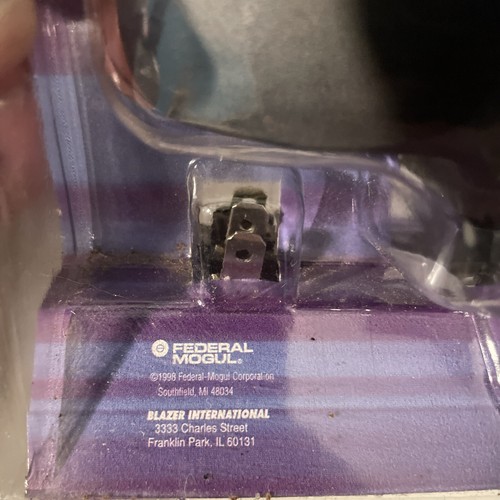 FEDERAL
MOGUL®
©1998 Federal-Mogul Corporation
Southfield, MI 48034
BLAZER INTERNATIONAL
3333 Charles Street
Franklin Park, IL 60131